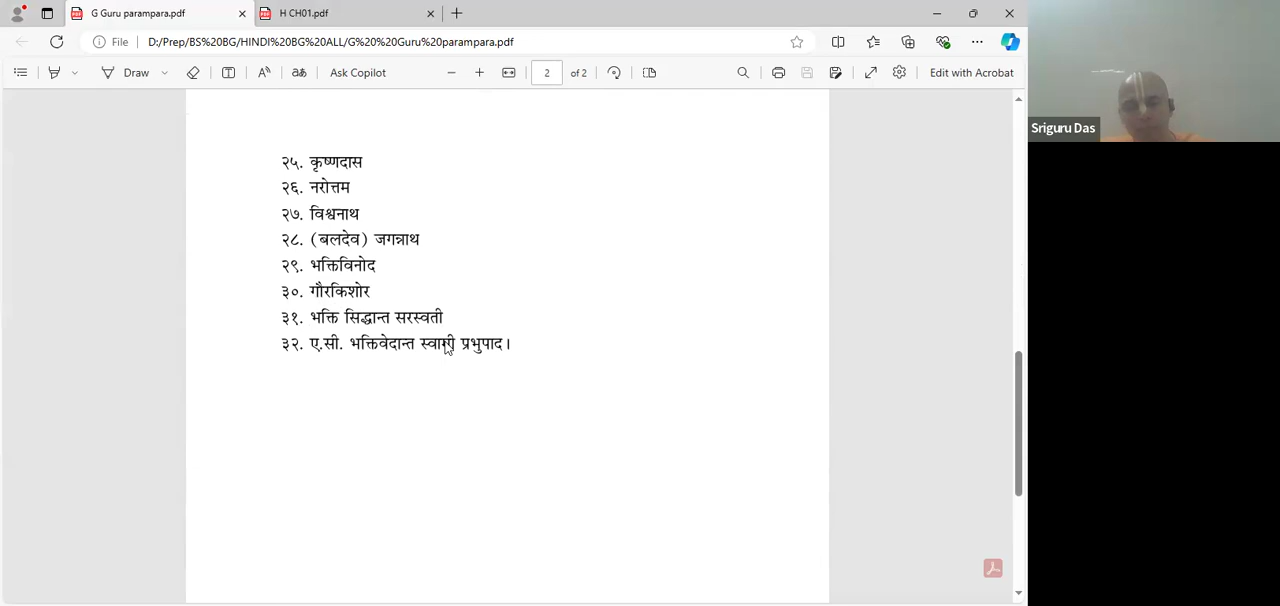 G Guru parampara.pdf
H CH01.pdf
File
D:/Prep/BS%20BG/HINDI%20BG%20ALL/G%20%20Guru%20parampara.pdf
Draw
Ask Copilot
2 of 2
Edit with Acrobat
२५. कृष्णदास
२६. नरोत्तम
२७. विश्वनाथ
२८. (बलदेव) जगन्नाथ
२९. भक्तिविनोद
३०. गौरकिशोर
३१. भक्ति सिद्धान्त सरस्वती
३२. ए.सी. भक्तिवेदान्त स्वामी प्रभुपाद।
Sriguru Das